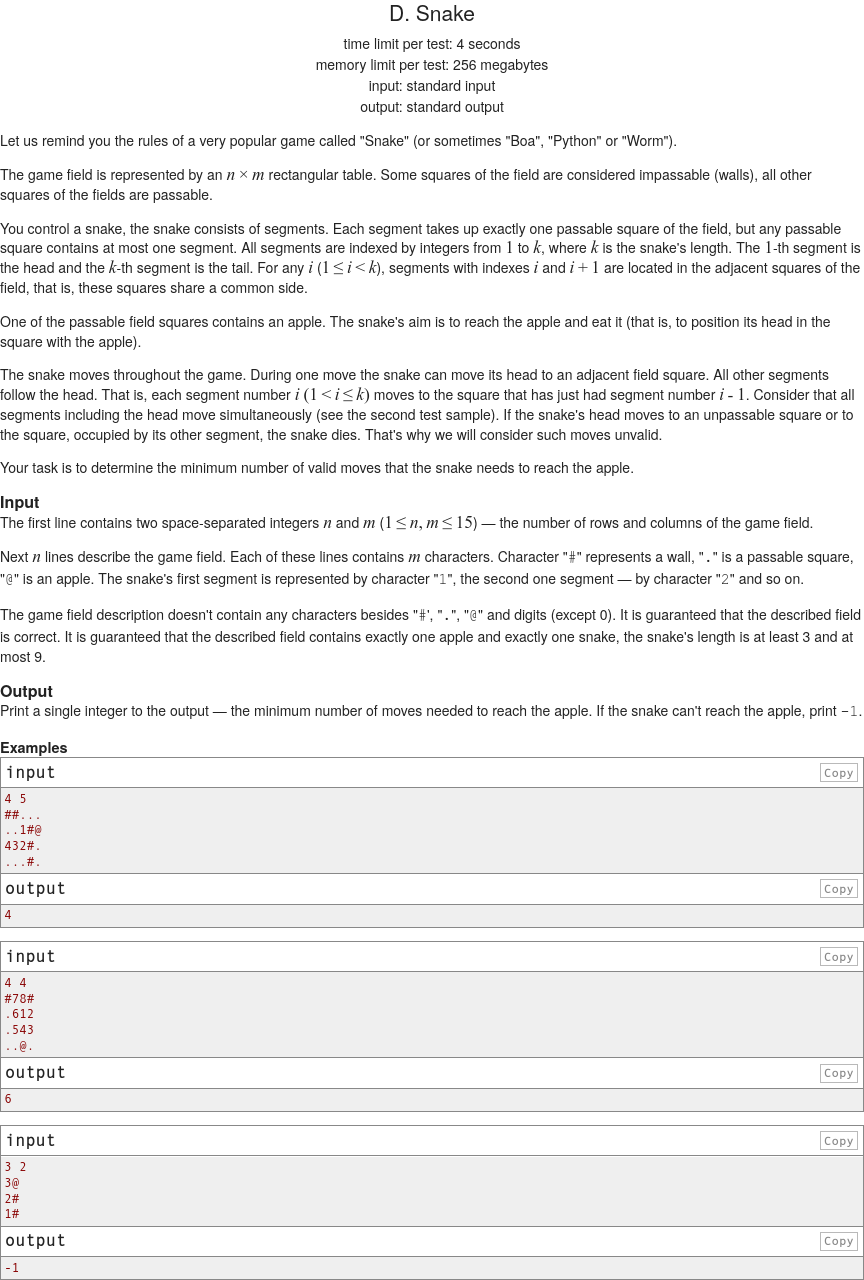 D. Snake
time limit per test: 4 seconds
memory limit per test: 256 megabytes
input: standard input
output: standard output
Let us remind you the rules of a very popular game called "Snake" (or sometimes "Boa", "Python" or "Worm").
The game field is represented by an n × m rectangular table. Some squares of the field are considered impassable (walls), all other
squares of the fields are passable.
You control a snake, the snake consists of segments. Each segment takes up exactly one passable square of the field, but any passable
square contains at most one segment. All segments are indexed by integers from 1 to k, where k is the snake's length. The 1-th segment is
the head and the k-th segment is the tail. For any i (1 ≤ i < k), segments with indexes i and i + 1 are located in the adjacent squares of the
field, that is, these squares share a common side.
One of the passable field squares contains an apple. The snake's aim is to reach the apple and eat it (that is, to position its head in the
square with the apple).
The snake moves throughout the game. During one move the snake can move its head to an adjacent field square. All other segments
follow the head. That is, each segment number i (1 < i ≤ k) moves to the square that has just had segment number i - 1. Consider that all
segments including the head move simultaneously (see the second test sample). If the snake's head moves to an unpassable square or to
the square, occupied by its other segment, the snake dies. That's why we will consider such moves unvalid.
Your task is to determine the minimum number of valid moves that the snake needs to reach the apple.
Input
The first line contains two space-separated integers n and m (1 ≤ n, m ≤ 15) — the number of rows and columns of the game field.
Next n lines describe the game field. Each of these lines contains m characters. Character "#" represents a wall, "." is a passable square,
"@" is an apple. The snake's first segment is represented by character "1", the second one segment — by character "2" and so on.
The game field description doesn't contain any characters besides "#', ".", "@" and digits (except 0). It is guaranteed that the described field
is correct. It is guaranteed that the described field contains exactly one apple and exactly one snake, the snake's length is at least 3 and at
most 9.
Output
Print a single integer to the output — the minimum number of moves needed to reach the apple. If the snake can't reach the apple, print -1.
Examples
input Copy
4 5
##...
..1#@
432#.
...#.
output Copy
4
input Copy
4 4
#78#
.612
.543
..@.
output Copy
6
input Copy
3 2
3@
2#
1#
output Copy
-1